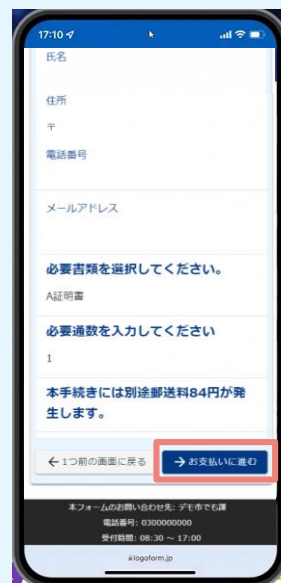 17:10
氏名
住所
〒
電話番号
メールアドレス
必要書類を選択してください。
A証明書
必要通数を入力してください
1
本手続きには別途郵送料84円が発
生します。
←1つ前の画面に戻る
→お支払いに進む
本フォームのお問い合わせ先: デモ市でも課
電話番号: 0300000000
受付時間: 08:30 ～ 17:00
logoform.jp